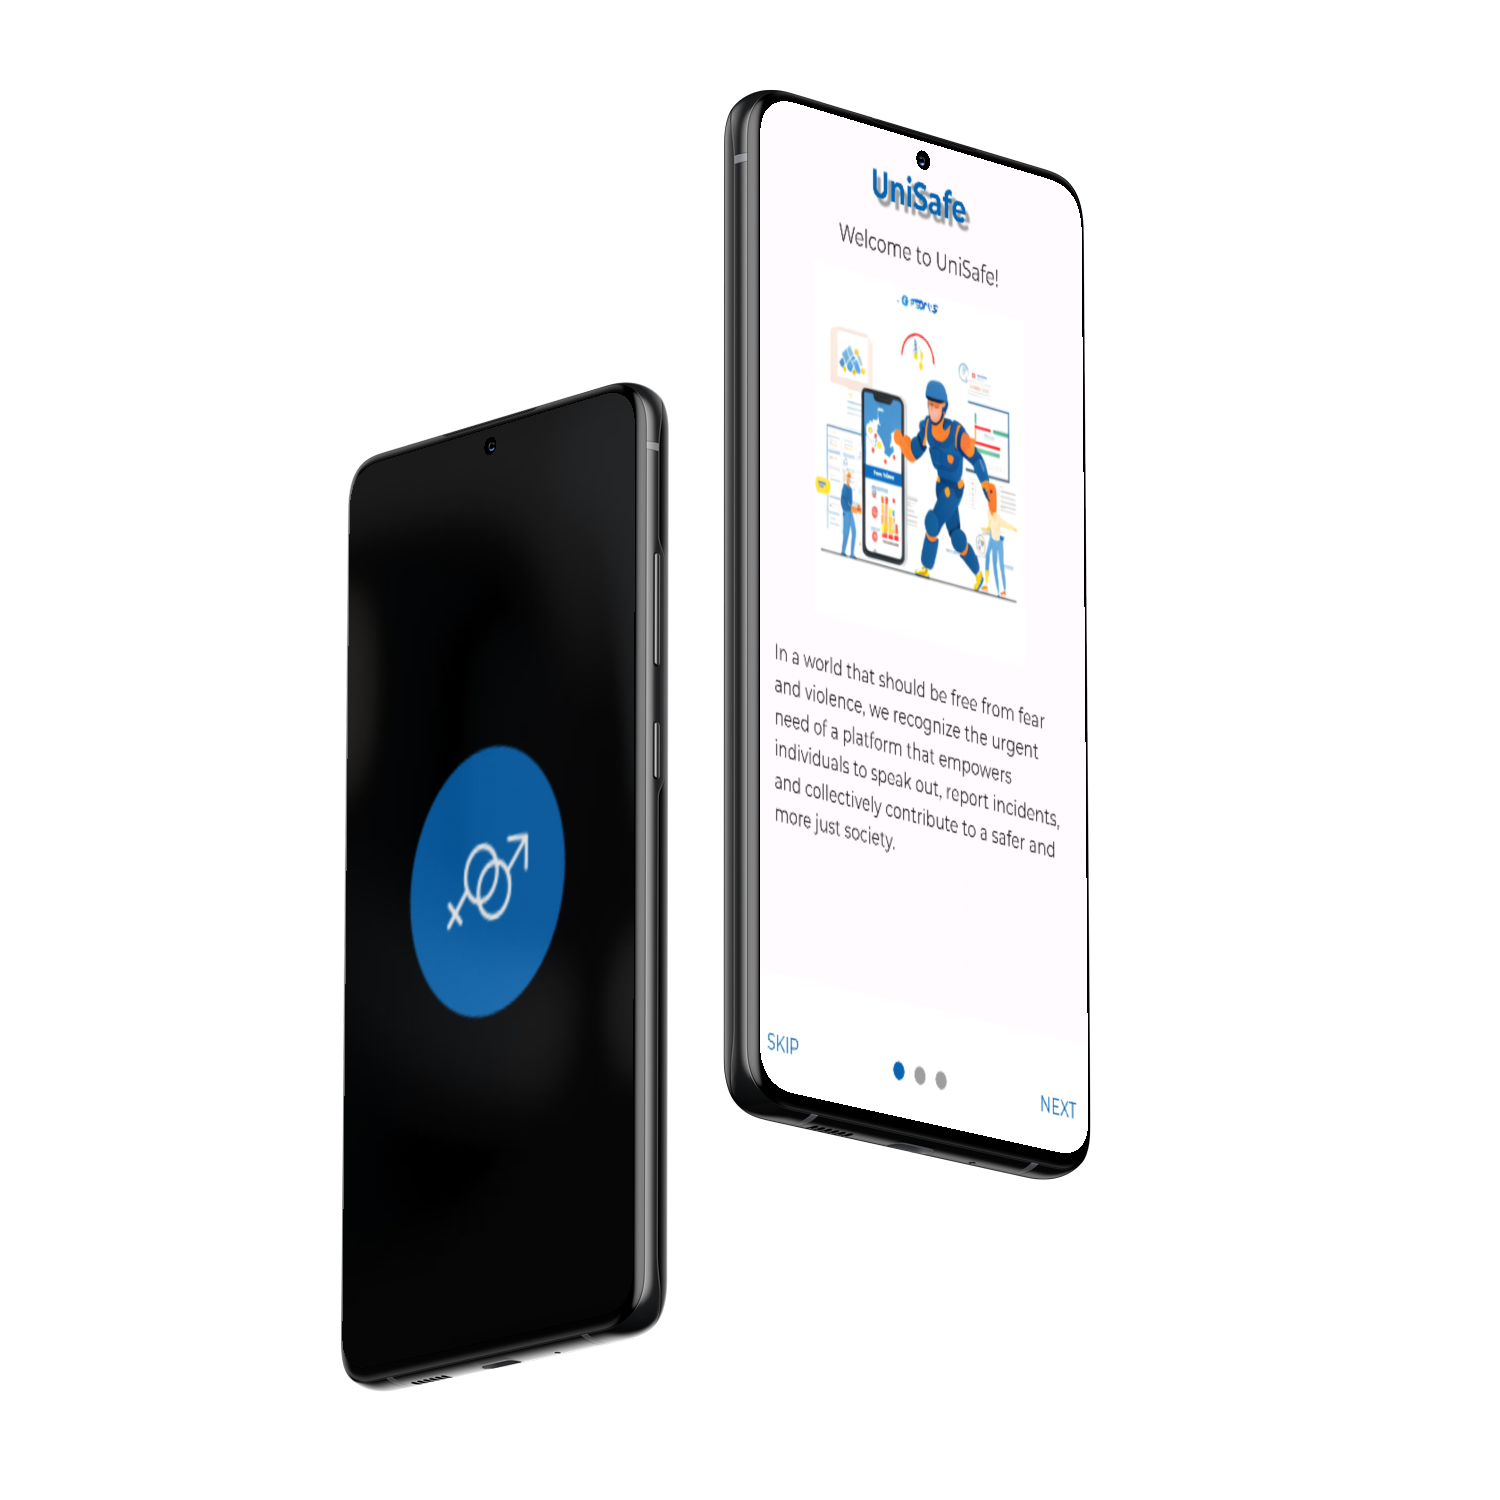 UniSafe
Welcome to UniSafe!
In a world that should be free from fear
and violence, we recognize the urgent
need of a platform that empowers
individuals to speak out, report incidents,
and collectively contribute to a safer and
more just society.
SKIP
NEXT